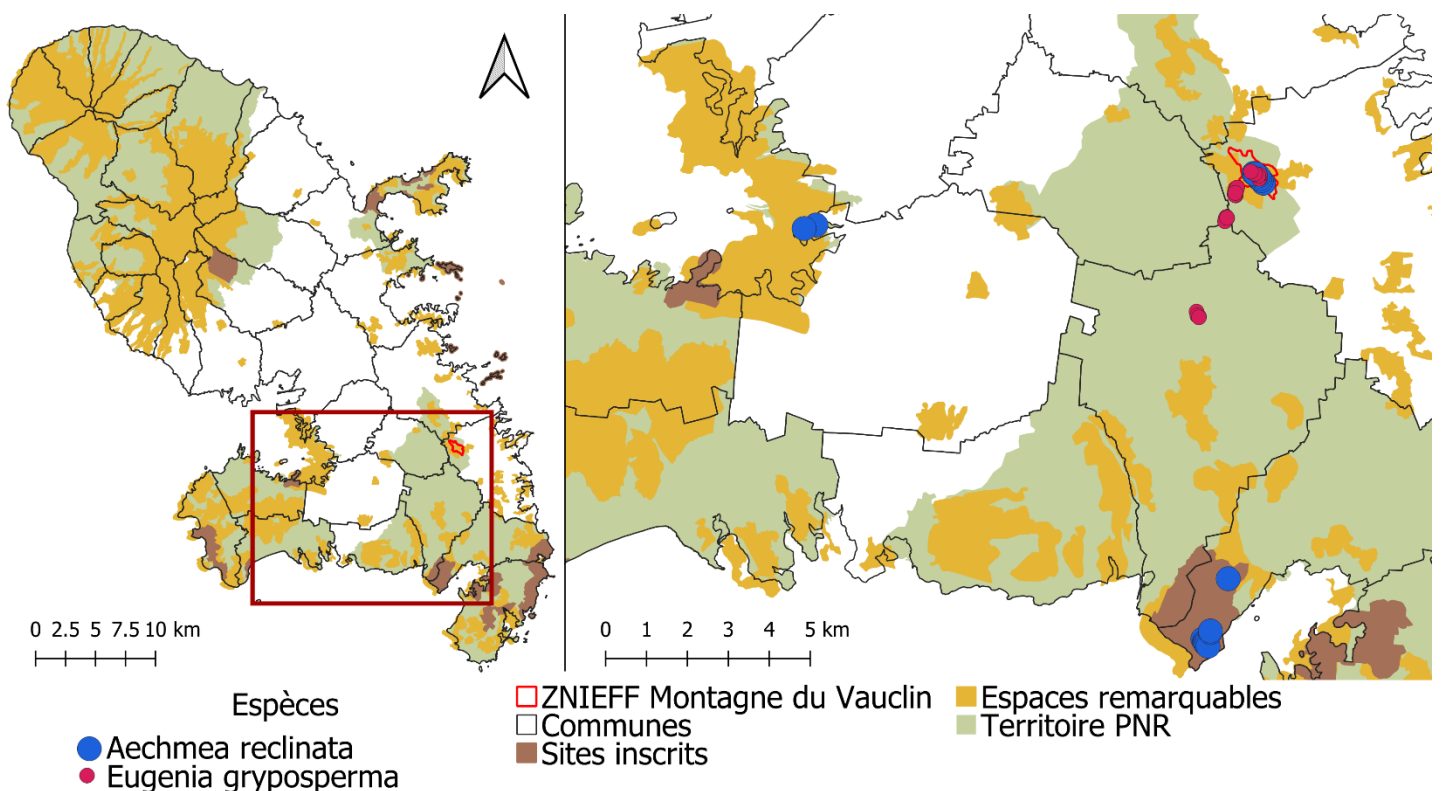 0 2.5 5 7.5 10 km
0 1 2 3 4 5 km
Espèces
Aechmea reclinata
Eugenia gryposperma
ZNIEFF Montagne du Vauclin
Communes
Sites inscrits
Espaces remarquables
Territoire PNR